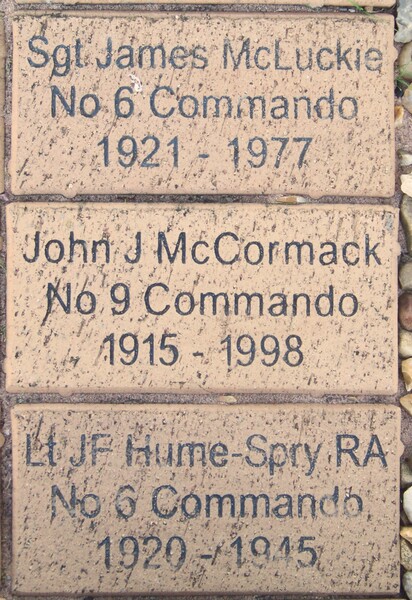 Sgt James McLuckie
No 6 Commando
1921 - 1977
John J McCormack
No 9 Commando
1915 - 1998
Lt JF Hume-Spry RA
No 6 Commando
1920 - 1945